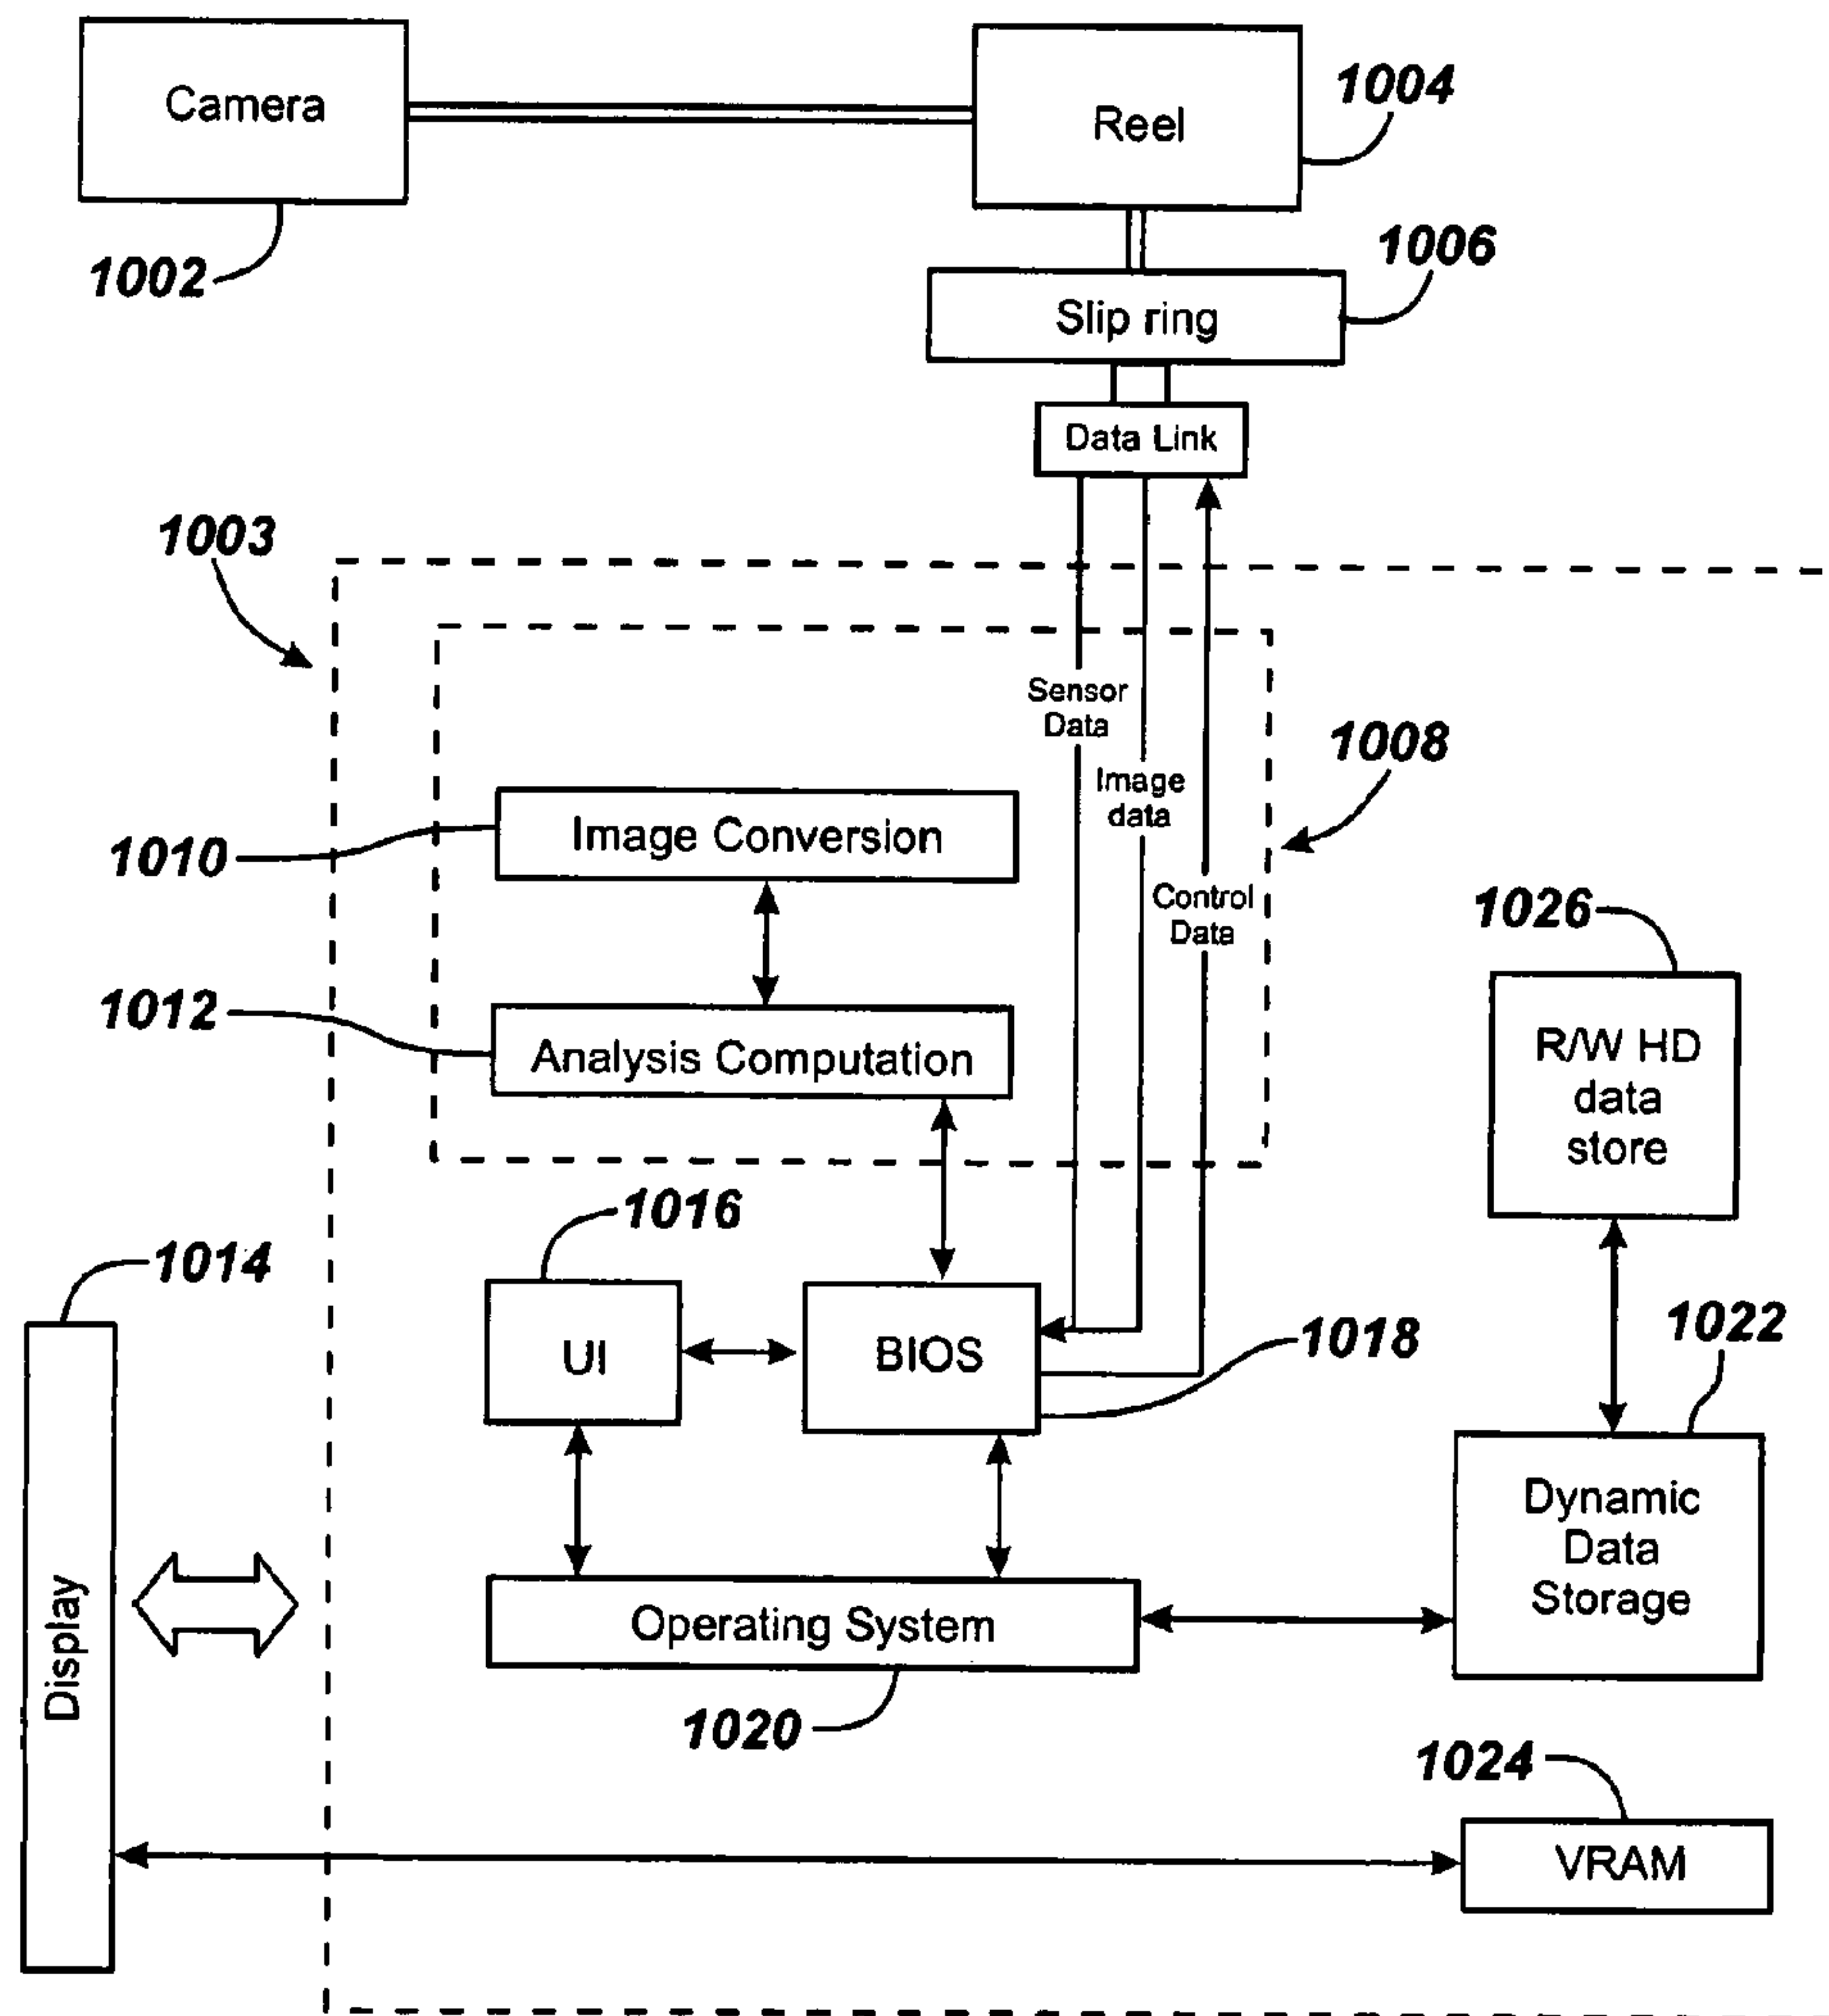 Camera
Reel
1004
1002
1006
Slip ring
Data Link
1003
Sensor
Data
1008
Image
data
Image Conversion
1010
Control
Data
1026
1012
Analysis Computation
R/W HD
data
store
1016
1014
1022
UI
BIOS
1018
Dynamic
Data
Storage
Display
Operating System
1020
1024
VRAM